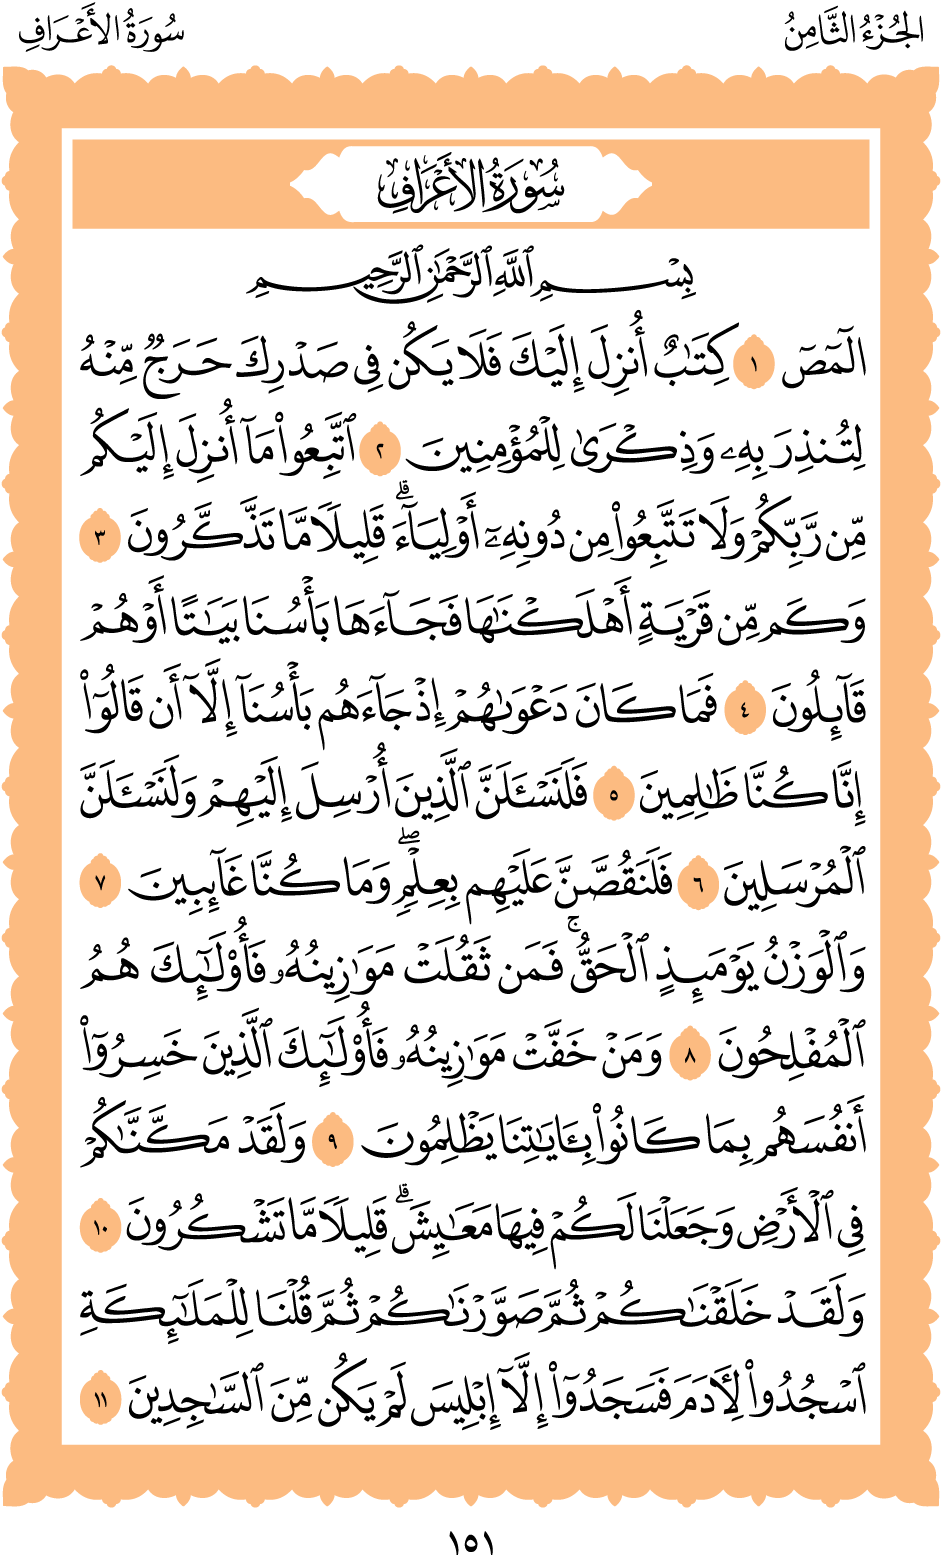 الجُزْءُ الثَّامِنُ
سُورَةُ الأَعْرَافِ
سُورَةُ الأَعْرَافِ
بِسْمِ ٱللَّهِ ٱلرَّحْمَٰنِ ٱلرَّحِيمِ
الٓمٓصٓ ١ كِتَٰبٌ أُنزِلَ إِلَيْكَ فَلَا يَكُن فِى صَدْرِكَ حَرَجٌ مِّنْهُ
لِتُنذِرَ بِهِۦ وَذِكْرَىٰ لِلْمُؤْمِنِينَ ٢ ٱتَّبِعُوا۟ مَآ أُنزِلَ إِلَيْكُم
مِّن رَّبِّكُمْ وَلَا تَتَّبِعُوا۟ مِن دُونِهِۦٓ أَوْلِيَآءَ ۗ قَلِيلًا مَّا تَذَكَّرُونَ ٣
وَكَم مِّن قَرْيَةٍ أَهْلَكْنَٰهَا فَجَآءَهَا بَأْسُنَا بَيَٰتًا أَوْ هُمْ
قَآئِلُونَ ٤ فَمَا كَانَ دَعْوَىٰهُمْ إِذْ جَآءَهُم بَأْسُنَآ إِلَّآ أَن قَالُوٓا۟
إِنَّا كُنَّا ظَٰلِمِينَ ٥ فَلَنَسْـَٔلَنَّ ٱلَّذِينَ أُرْسِلَ إِلَيْهِمْ وَلَنَسْـَٔلَنَّ
ٱلْمُرْسَلِينَ ٦ فَلَنَقُصَّنَّ عَلَيْهِم بِعِلْمٍ ۖ وَمَا كُنَّا غَآئِبِينَ ٧
وَٱلْوَزْنُ يَوْمَئِذٍ ٱلْحَقُّ ۚ فَمَن ثَقُلَتْ مَوَٰزِينُهُۥ فَأُو۟لَٰٓئِكَ هُمُ
ٱلْمُفْلِحُونَ ٨ وَمَنْ خَفَّتْ مَوَٰزِينُهُۥ فَأُو۟لَٰٓئِكَ ٱلَّذِينَ خَسِرُوٓا۟
أَنفُسَهُم بِمَا كَانُوا۟ بِـَٔايَٰتِنَا يَظْلِمُونَ ٩ وَلَقَدْ مَكَّنَّٰكُمْ
فِى ٱلْأَرْضِ وَجَعَلْنَا لَكُمْ فِيهَا مَعَٰيِشَ ۗ قَلِيلًا مَّا تَشْكُرُونَ ١٠
وَلَقَدْ خَلَقْنَٰكُمْ ثُمَّ صَوَّرْنَٰكُمْ ثُمَّ قُلْنَا لِلْمَلَٰٓئِكَةِ
ٱسْجُدُوا۟ لِـَٔادَمَ فَسَجَدُوٓا۟ إِلَّآ إِبْلِيسَ لَمْ يَكُن مِّنَ ٱلسَّٰجِدِينَ ١١
١٥١